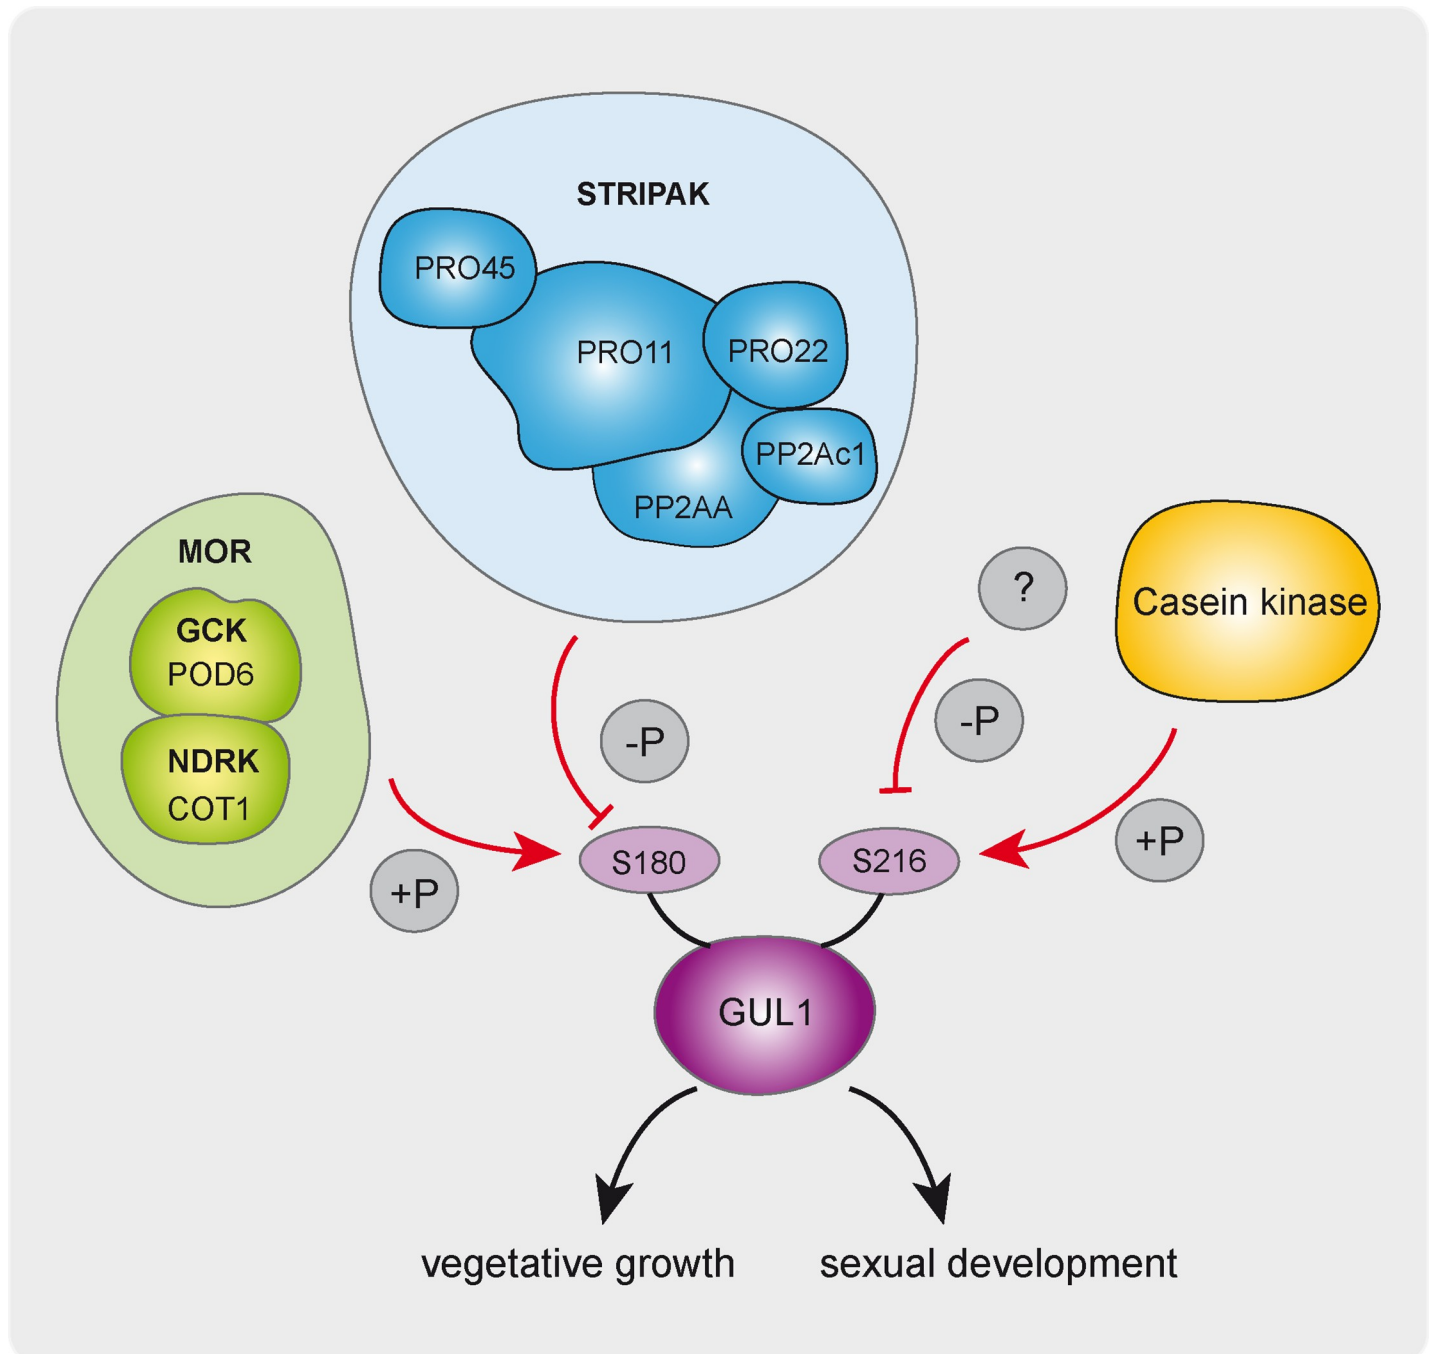 STRIPAK
PRO45
PRO11
PRO22
PP2Ac1
PP2AA
MOR
GCK
POD6
NDRK
COT1
?
Casein kinase
-P
-P
+P
+P
S180
S216
GUL1
vegetative growth
sexual development